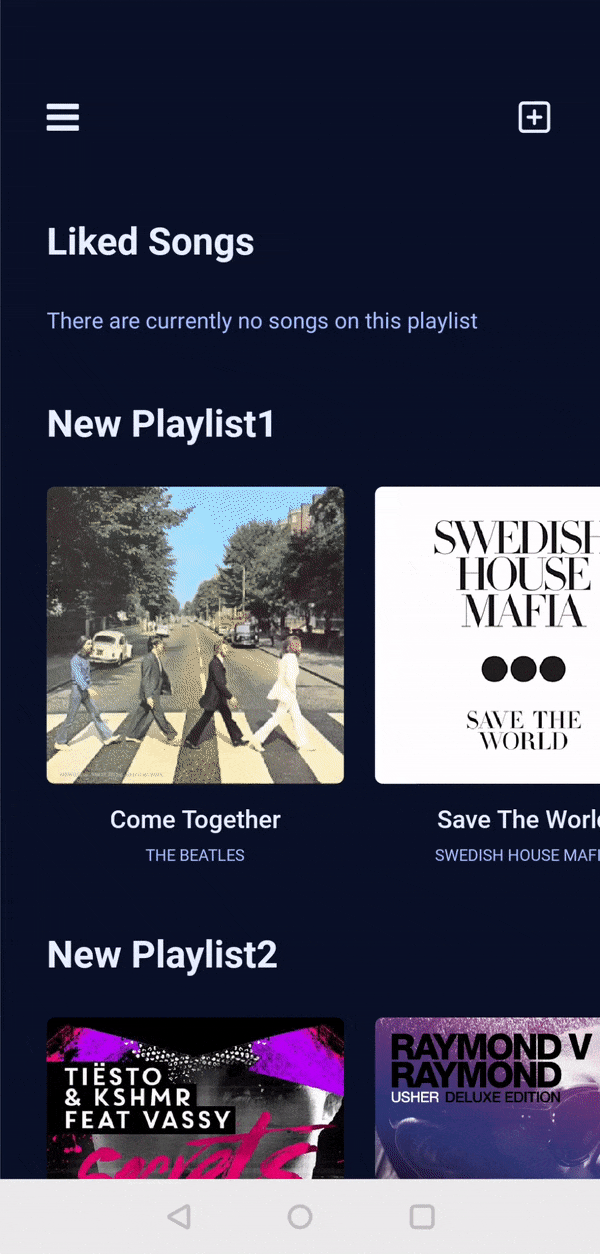 Liked Songs
There are currently no songs on this playlist
New Playlist1
SWEDISH
HOUSE
MAFIA
SAVE THE
WORLD
Come Together
Save The Worl
THE BEATLES
SWEDISH HOUSE MAFI
New Playlist2
TIËSTO
& KSHMR
FEAT VASSY
secrets
RAYMOND V
RAYMOND
USHER DELUXE EDITION